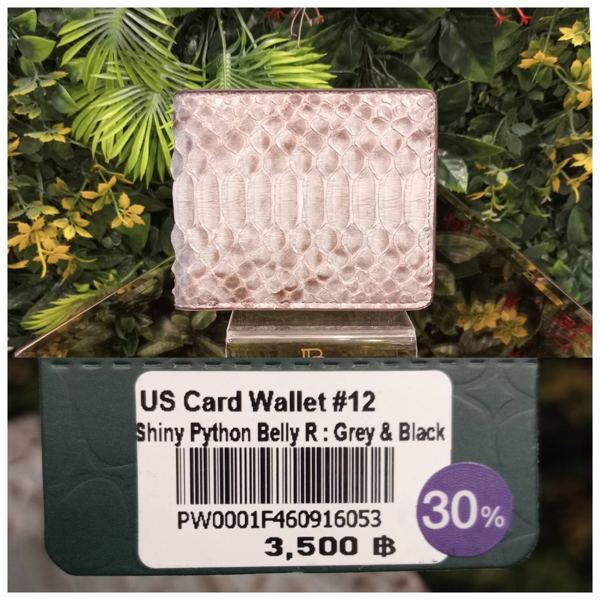 US Card Wallet #12
Shiny Python Belly R : Grey & Black
PW0001F460916053
3,500 ฿
30%